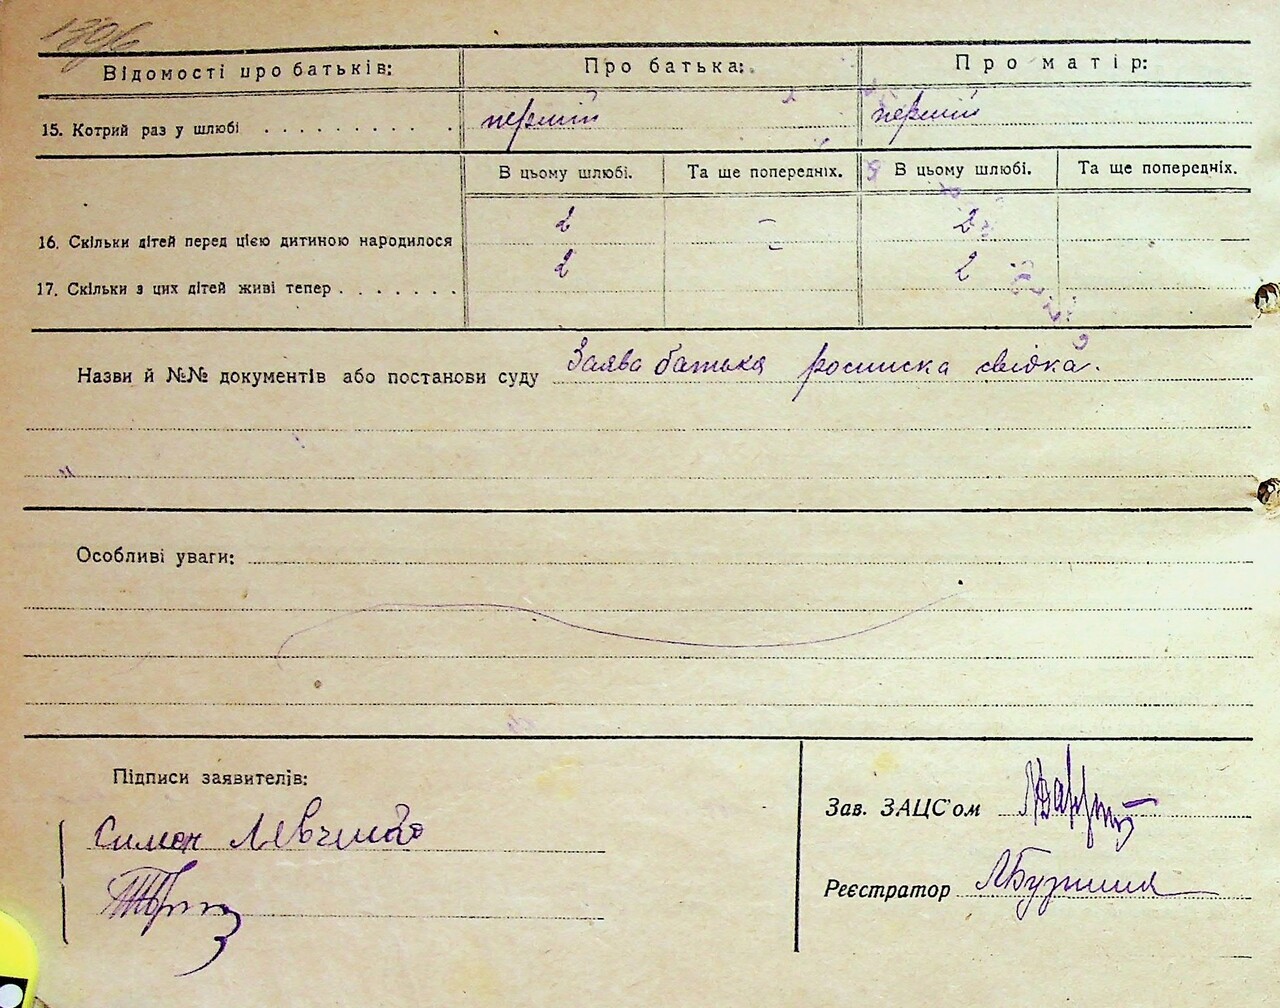 1396
Відомості про батьків: Про батька: Про матір:
15. Котрий раз у шлюбі . . . . . . . . . . перший перший
В цьому шлюбі. Та ще попередніх. В цьому шлюбі. Та ще попередніх.
16. Скільки дітей перед цією дитиною народилося 2 – 2
17. Скільки з цих дітей живі тепер . . . . . . . 2 – 2
Назви й №№ документів або постанови суду Заява батька росписка свідка.
Особливі уваги:
Підписи заявителів:
Зав. ЗАЦС'ом
Симон
Реєстратор